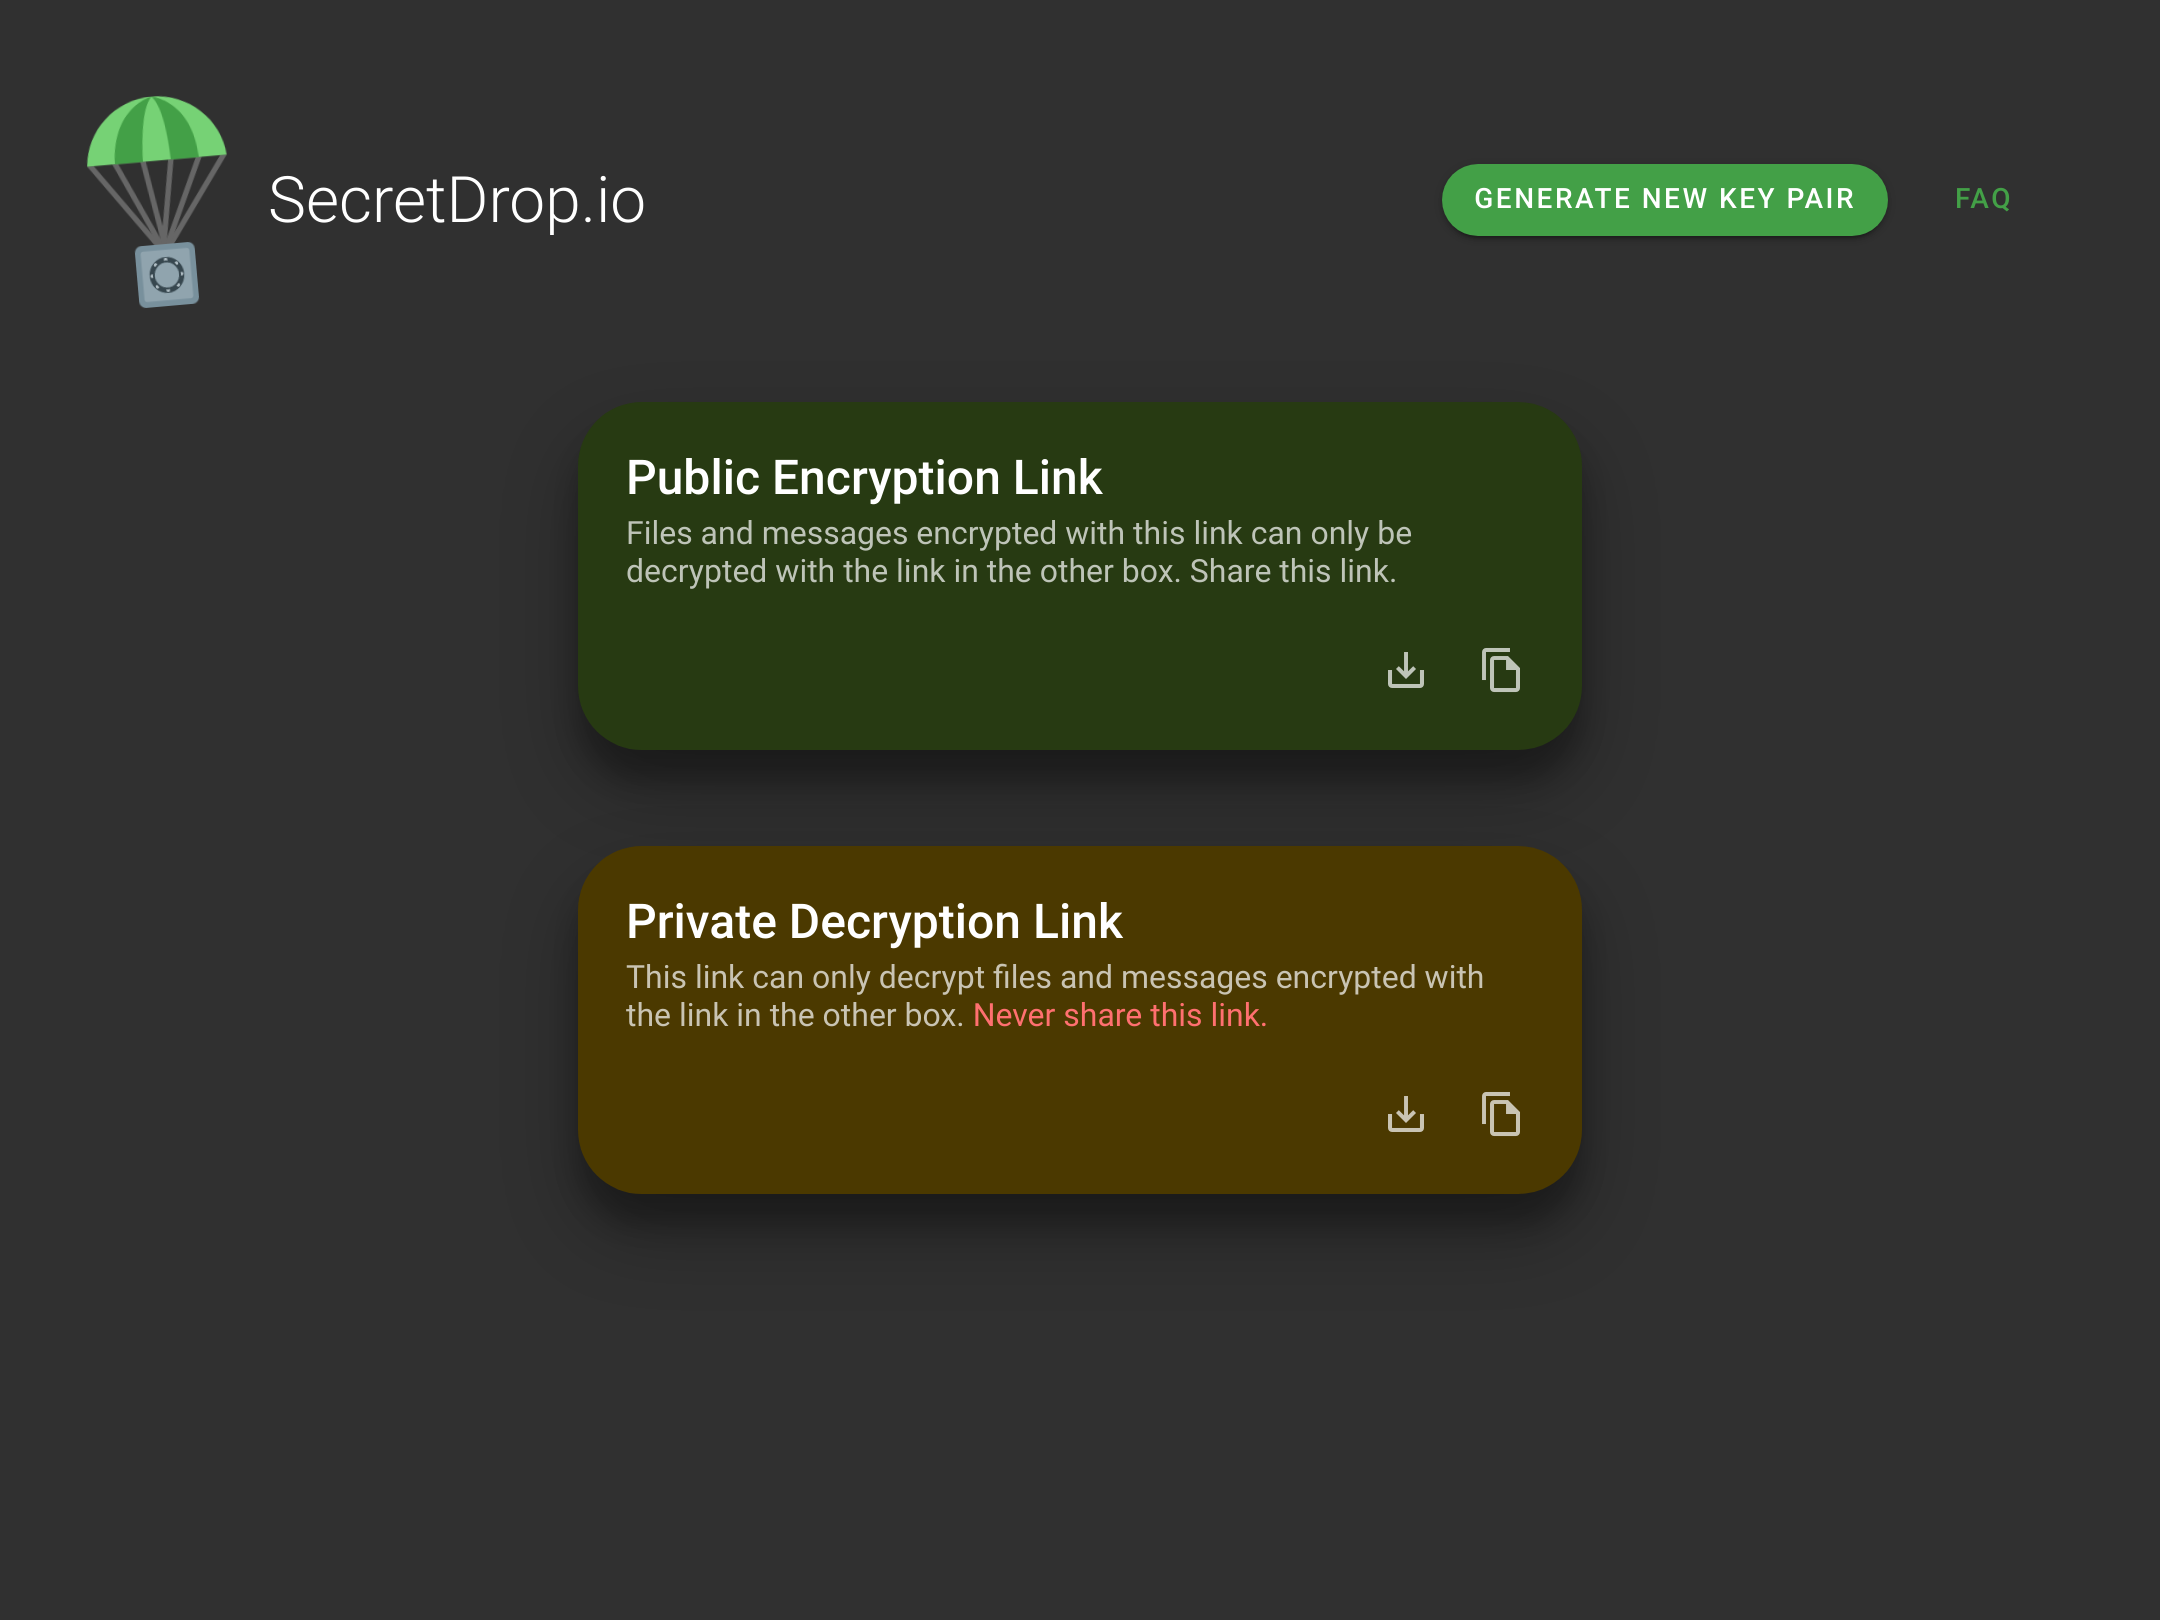 SecretDrop.io
GENERATE NEW KEY PAIR
FAQ
Public Encryption Link
Files and messages encrypted with this link can only be
decrypted with the link in the other box. Share this link.
Private Decryption Link
This link can only decrypt files and messages encrypted with
the link in the other box. Never share this link.